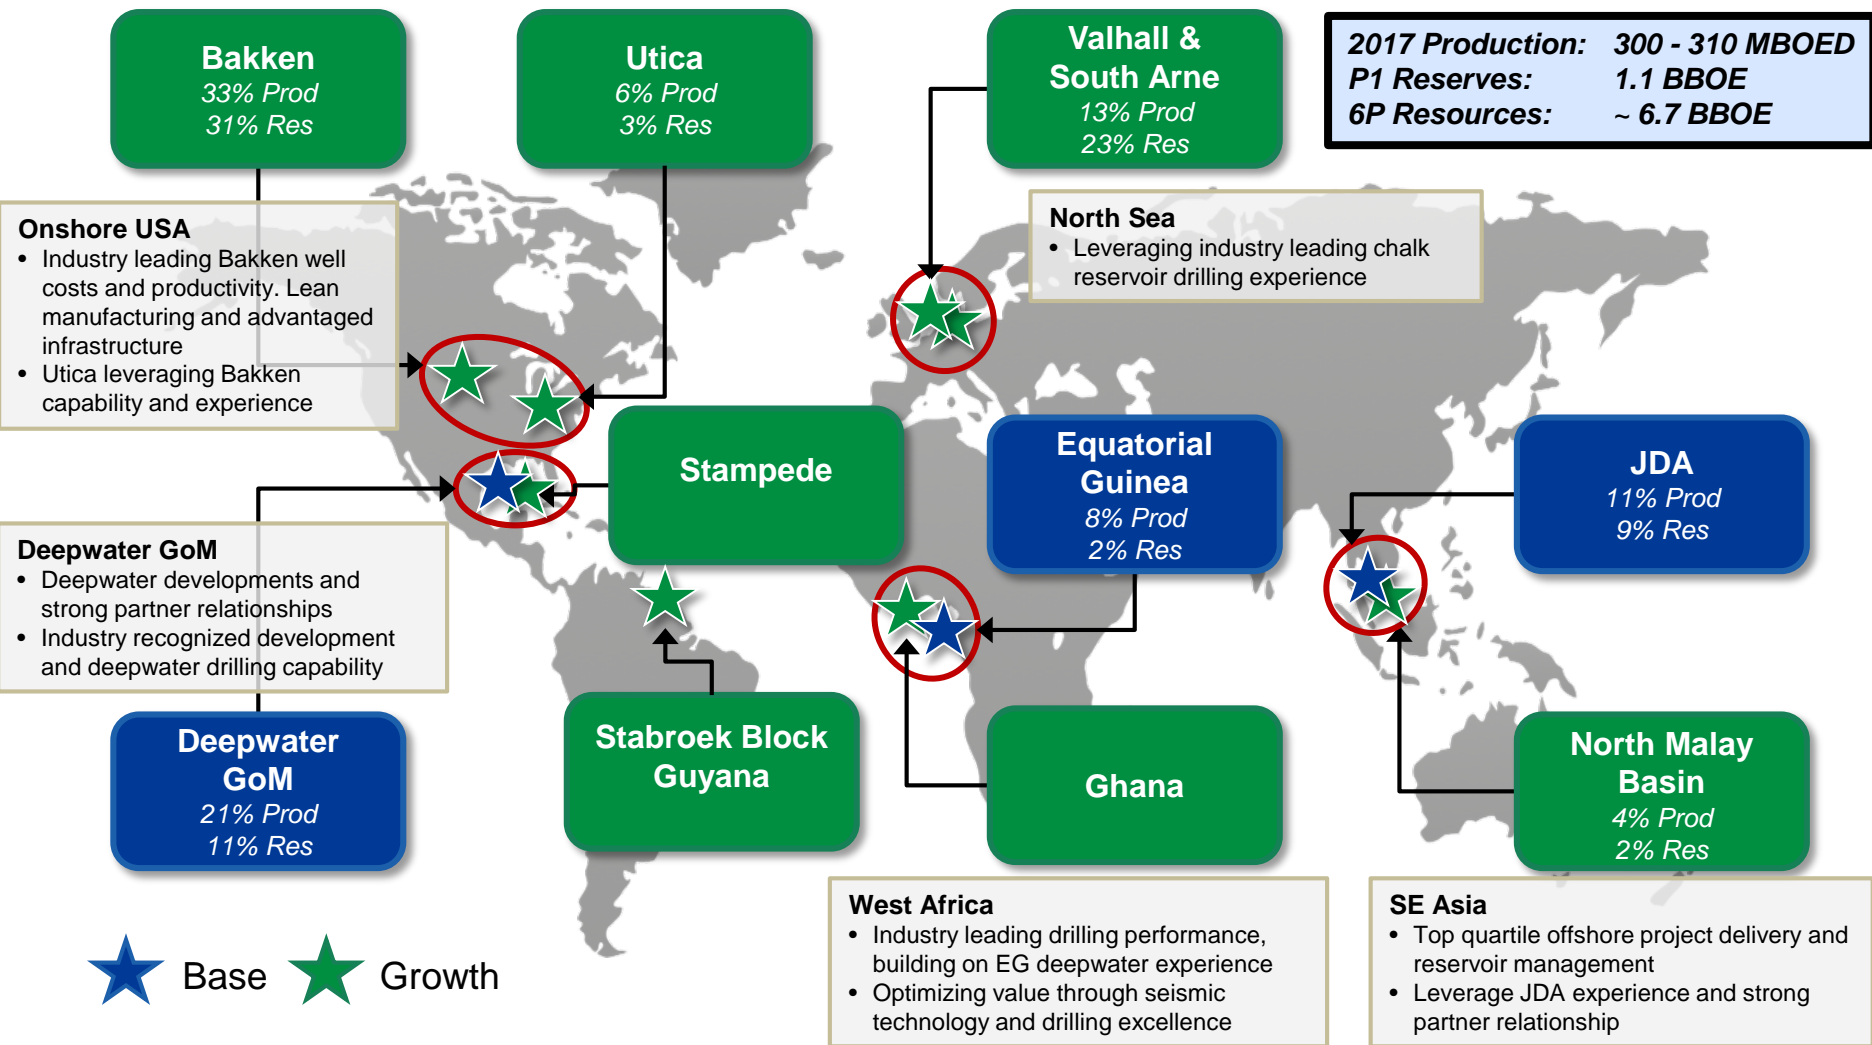 Bakken
33% Prod
31% Res
Utica
6% Prod
3% Res
Valhall &
South Arne
13% Prod
23% Res
2017 Production: 300 - 310 MBOED
P1 Reserves: 1.1 BBOE
6P Resources: ~ 6.7 BBOE
Onshore USA
• Industry leading Bakken well
costs and productivity. Lean
manufacturing and advantaged
infrastructure
• Utica leveraging Bakken
capability and experience
North Sea
• Leveraging industry leading chalk
reservoir drilling experience
Stampede
Equatorial
Guinea
8% Prod
2% Res
JDA
11% Prod
9% Res
Deepwater GoM
• Deepwater developments and
strong partner relationships
• Industry recognized development
and deepwater drilling capability
Deepwater
GoM
21% Prod
11% Res
Stabroek Block
Guyana
Ghana
North Malay
Basin
4% Prod
2% Res
West Africa
• Industry leading drilling performance,
building on EG deepwater experience
• Optimizing value through seismic
technology and drilling excellence
SE Asia
• Top quartile offshore project delivery and
reservoir management
• Leverage JDA experience and strong
partner relationship
Base
Growth